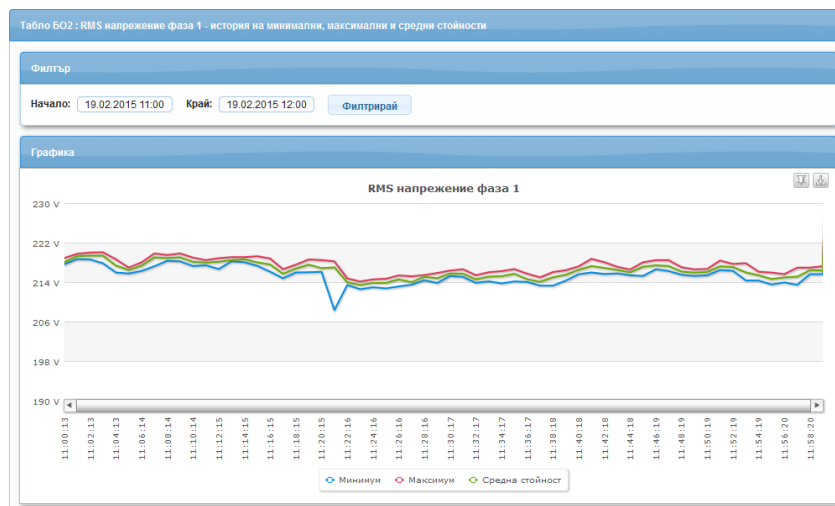 Табло БО2 : RMS напрежение фаза 1 - история на минимални, максимални и средни стойности
Филтър
Начало: 19.02.2015 11:00 Край: 19.02.2015 12:00 Филтрирай
Графика
RMS напрежение фаза 1
230 V
222 V
214 V
206 V
198 V
190 V
11:00:13 11:02:13 11:04:13 11:06:14 11:08:14 11:10:14 11:12:15 11:14:15 11:16:15 11:18:15 11:20:15 11:22:16 11:24:16 11:26:16 11:28:16 11:30:17 11:32:17 11:34:17 11:36:17 11:38:18 11:40:18 11:42:18 11:44:18 11:46:19 11:48:19 11:50:19 11:52:19 11:54:19 11:56:20 11:58:20
Минимум Максимум Средна стойност